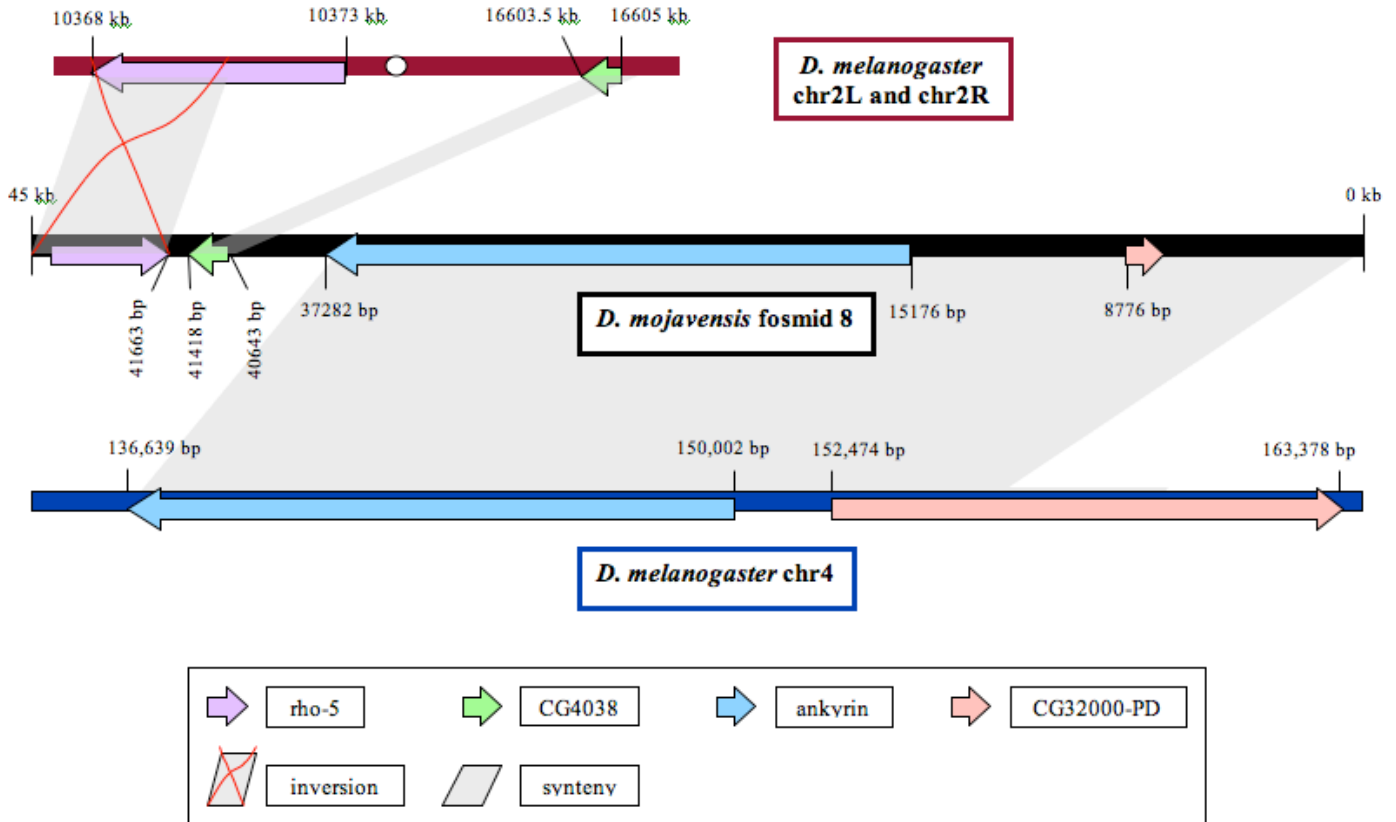 10368 kb
10373 kb
16603.5 kb
16605 kb
D. melanogaster
chr2L and chr2R
45 kb
0 kb
41663 bp
41418 bp
40643 bp
37282 bp
D. mojavensis fosmid 8
15176 bp
8776 bp
136,639 bp
150,002 bp
152,474 bp
163,378 bp
D. melanogaster chr4
rho-5
CG4038
ankyrin
CG32000-PD
inversion
synteny